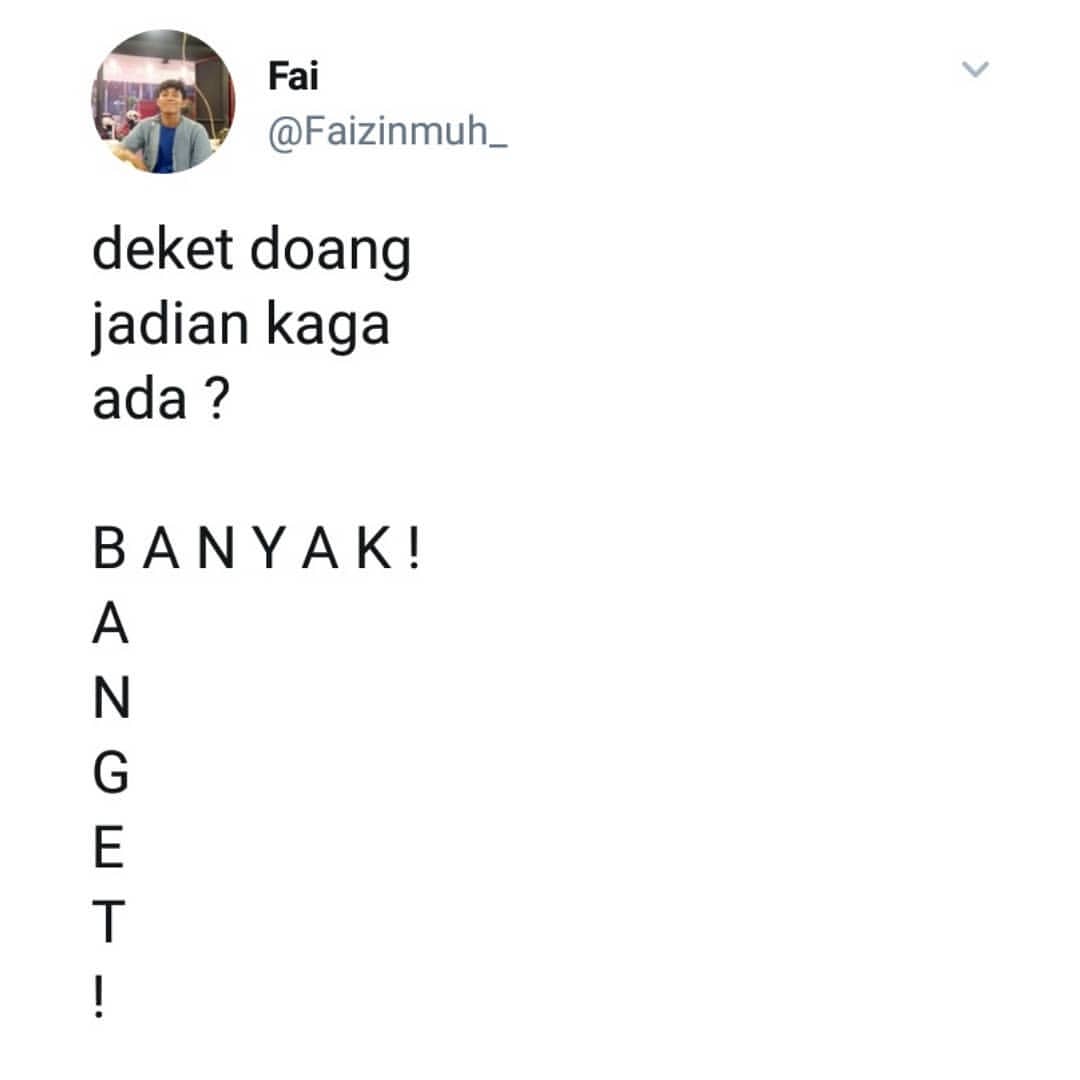 Fai
@Faizinmuh_
deket doang
jadian kaga
ada ?
B A N Y A K !
A
N
G
E
T
!